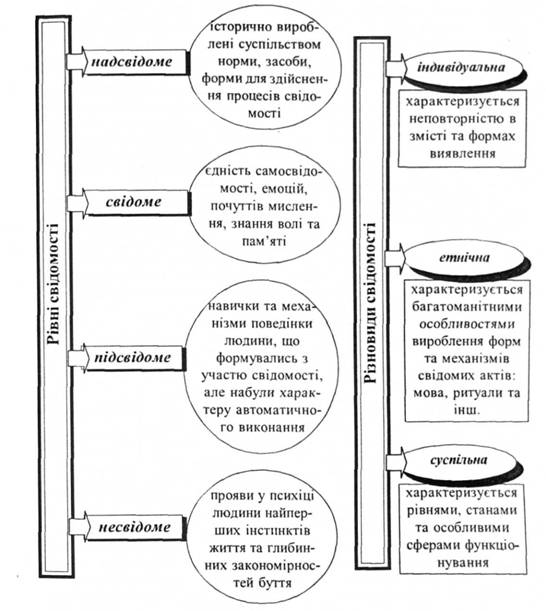 Рівні свідомості
надсвідоме
історично вироб-
лені суспільством
норми, засоби,
форми для здійснен-
ня процесів свідо-
мості
свідоме
єдність самосвідо-
мості, емоцій,
почуттів мислен-
ня, знання волі та
пам’яті
підсвідоме
навички та меха-
нізми поведінки
людини, що
формувались з
участю свідомості,
але набули харак-
теру автоматично-
го виконання
несвідоме
прояви у психіці
людини найпер-
ших інстинктів
життя та глибин-
них закономірнос-
тей буття
Різновиди свідомості
індивідуальна
характеризується
неповторністю в
змісті та формах
виявлення
етнічна
характеризується
багатоманітними
особливостями
вироблення форм
та механізмів
свідомих актів:
мова, ритуали та
інш.
суспільна
характеризується
рівнями, станами
та особливими
сферами функціо-
нування